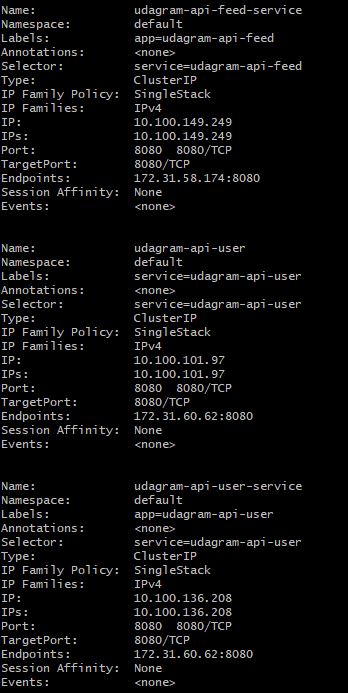 Name:              udagram-api-feed-service
Namespace:         default
Labels:            app=udagram-api-feed
Annotations:       <none>
Selector:          service=udagram-api-feed
Type:              ClusterIP
IP Family Policy:  SingleStack
IP Families:       IPv4
IP:                10.100.149.249
IPs:               10.100.149.249
Port:              8080  8080/TCP
TargetPort:        8080/TCP
Endpoints:         172.31.58.174:8080
Session Affinity:  None
Events:            <none>
Name:              udagram-api-user
Namespace:         default
Labels:            service=udagram-api-user
Annotations:       <none>
Selector:          service=udagram-api-user
Type:              ClusterIP
IP Family Policy:  SingleStack
IP Families:       IPv4
IP:                10.100.101.97
IPs:               10.100.101.97
Port:              8080  8080/TCP
TargetPort:        8080/TCP
Endpoints:         172.31.60.62:8080
Session Affinity:  None
Events:            <none>
Name:              udagram-api-user-service
Namespace:         default
Labels:            app=udagram-api-user
Annotations:       <none>
Selector:          service=udagram-api-user
Type:              ClusterIP
IP Family Policy:  SingleStack
IP Families:       IPv4
IP:                10.100.136.208
IPs:               10.100.136.208
Port:              8080  8080/TCP
TargetPort:        8080/TCP
Endpoints:         172.31.60.62:8080
Session Affinity:  None
Events:            <none>